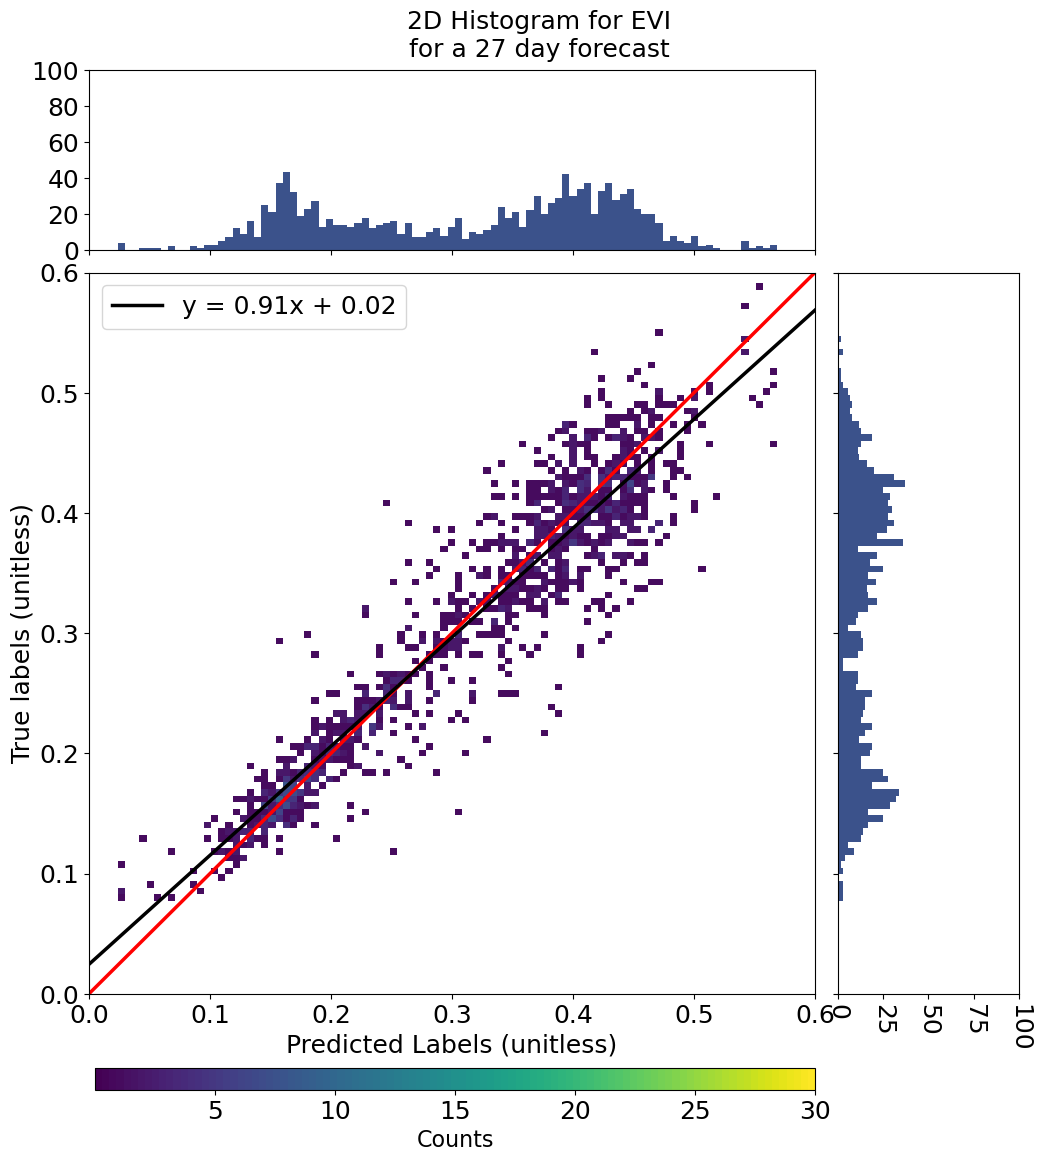 2D Histogram for EVI
for a 27 day forecast
100
80
60
40
20
0
0.6
0.5
0.4
0.3
0.2
0.1
0.0
True labels (unitless)
y = 0.91x + 0.02
0.0 0.1 0.2 0.3 0.4 0.5 0.6
Predicted Labels (unitless)
0 25 50 75 100
5 10 15 20 25 30
Counts